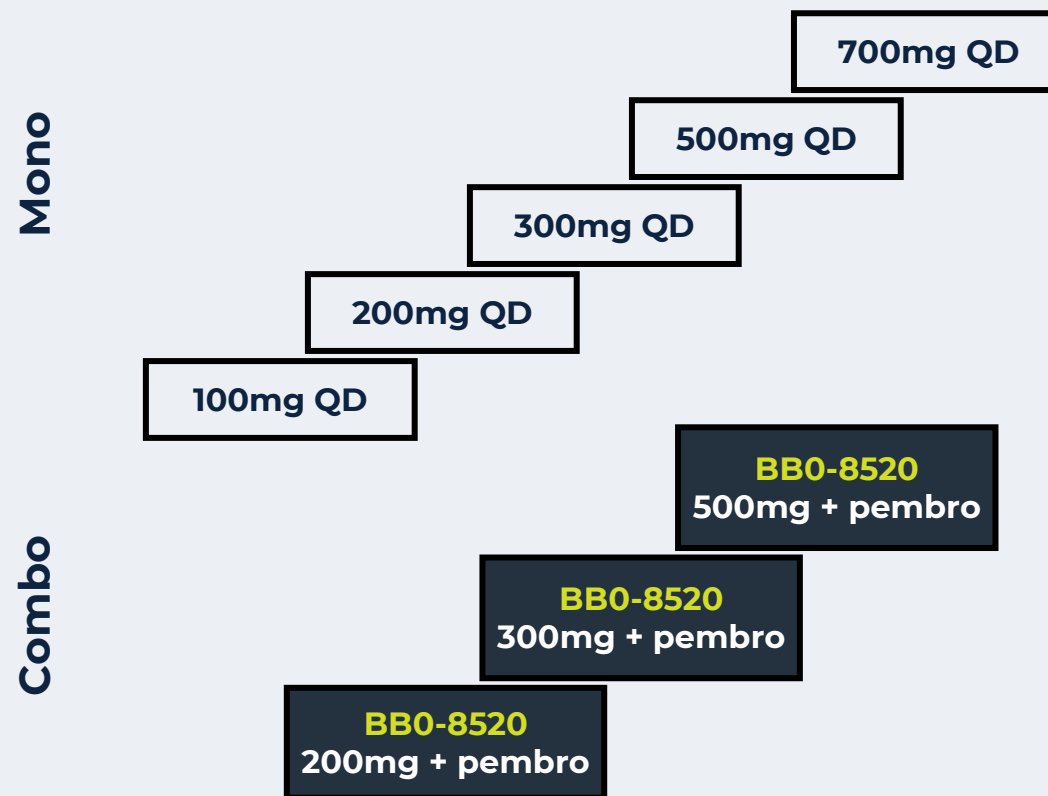 Mono
700mg QD
500mg QD
300mg QD
200mg QD
100mg QD
Combo
BB0-8520
500mg + pembro
BB0-8520
300mg + pembro
BB0-8520
200mg + pembro